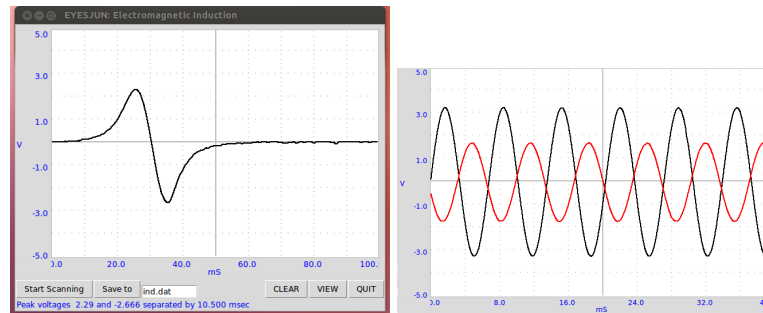 EYESJUN: Electromagnetic Induction
5.0
3.0
1.0
V
-1.0
-3.0
-5.0
0.0 20.0 40.0 60.0 80.0 100.
mS
Start Scanning Save to ind.dat CLEAR VIEW QUIT
Peak voltages 2.29 and -2.666 separated by 10.500 msec
5.0
3.0
1.0
V
-1.0
-3.0
-5.0
0.0 8.0 16.0 24.0 32.0 4
mS